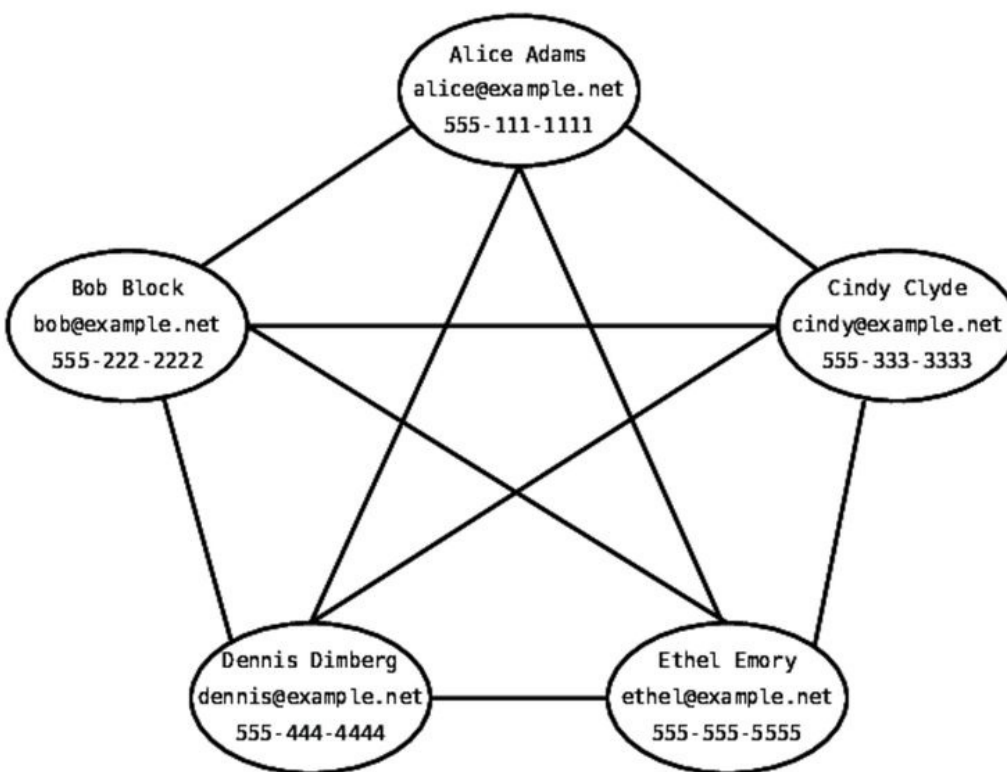 Alice Adams
alice@example.net
555-111-1111
Bob Block
bob@example.net
555-222-2222
Cindy Clyde
cindy@example.net
555-333-3333
Dennis Dimberg
dennis@example.net
555-444-4444
Ethel Emory
ethel@example.net
555-555-5555